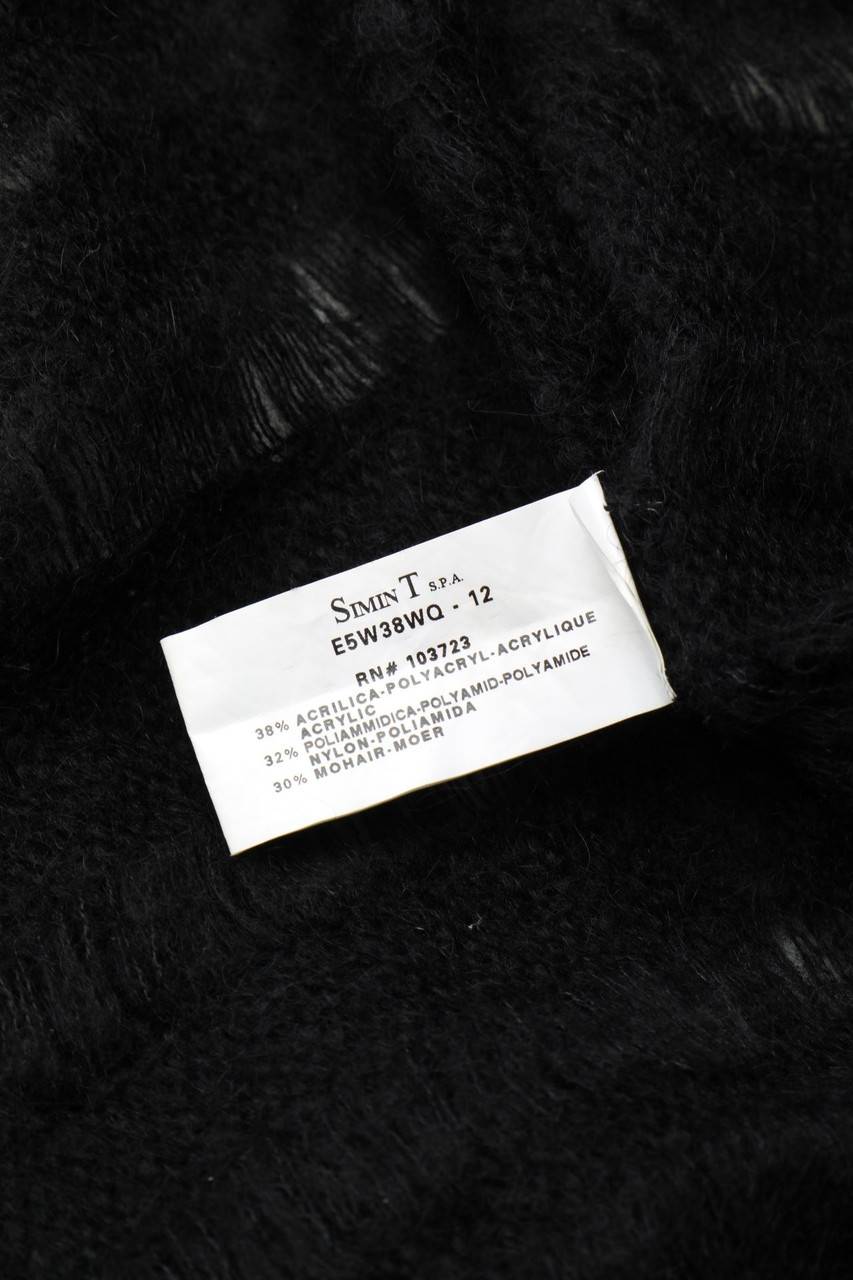 SIMINT S.P.A.
E5W38WQ - 12
RN# 103723
38% ACRILICA-POLYACRYL-ACRYLIQUE
ACRYLIC
32% POLIAMMIDICA-POLYAMID-POLYAMIDE
NYLON-POLIAMIDA
30% MOHAIR-MOER